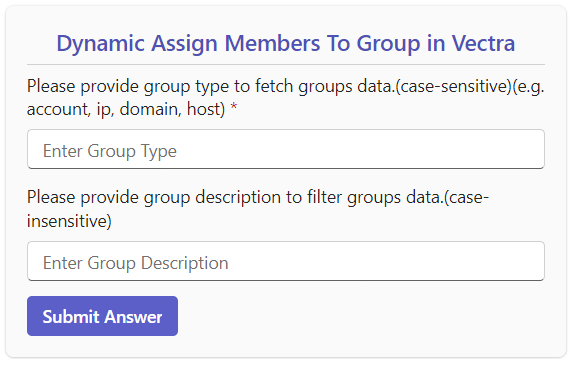 Dynamic Assign Members To Group in Vectra
Please provide group type to fetch groups data.(case-sensitive)(e.g.
account, ip, domain, host) *
Enter Group Type
Please provide group description to filter groups data.(case-
insensitive)
Enter Group Description
Submit Answer